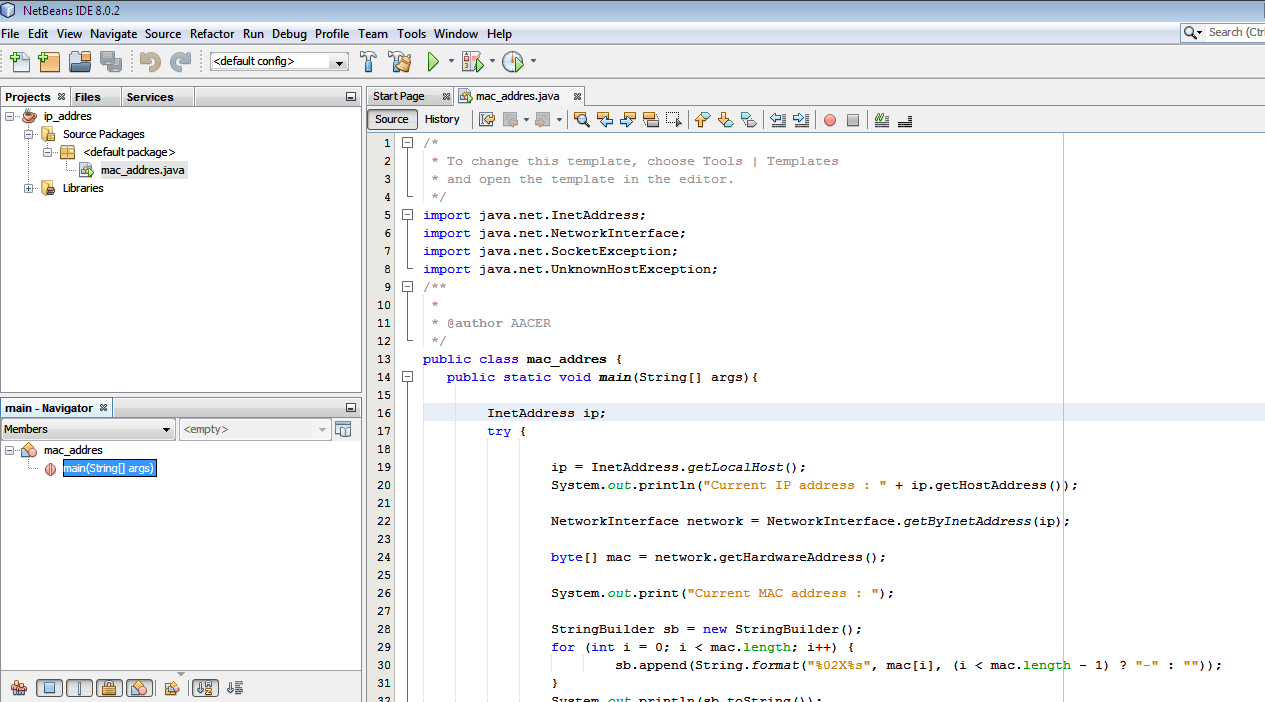 NetBeans IDE 8.0.2
File Edit View Navigate Source Refactor Run Debug Profile Team Tools Window Help
Search (Ctrl
<default config>
Projects Files Services
ip_addres
Source Packages
<default package>
mac_addres.java
Libraries
main - Navigator
Members
<empty>
mac_addres
main(String[] args)
Start Page mac_addres.java
Source History
1 /*
2 * To change this template, choose Tools | Templates
3 * and open the template in the editor.
4 */
5 import java.net.InetAddress;
6 import java.net.NetworkInterface;
7 import java.net.SocketException;
8 import java.net.UnknownHostException;
9 /**
10 *
11 * @author AACER
12 */
13 public class mac_addres {
14 public static void main(String[] args){
15
16 InetAddress ip;
17 try {
18
19 ip = InetAddress.getLocalHost();
20 System.out.println("Current IP address : " + ip.getHostAddress());
21
22 NetworkInterface network = NetworkInterface.getByInetAddress(ip);
23
24 byte[] mac = network.getHardwareAddress();
25
26 System.out.print("Current MAC address : ");
27
28 StringBuilder sb = new StringBuilder();
29 for (int i = 0; i < mac.length; i++) {
30 sb.append(String.format("%02X%s", mac[i], (i < mac.length - 1) ? "-" : ""));
31 }
32 System.out.println(sb.toString());